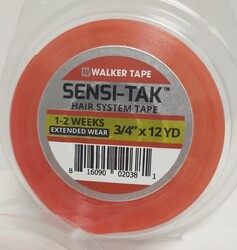 WALKER TAPE
SENSI-TAK™
HAIR SYSTEM TAPE
1-2 WEEKS
EXTENDED WEAR
3/4" x 12 YD
8 16090 02038 1